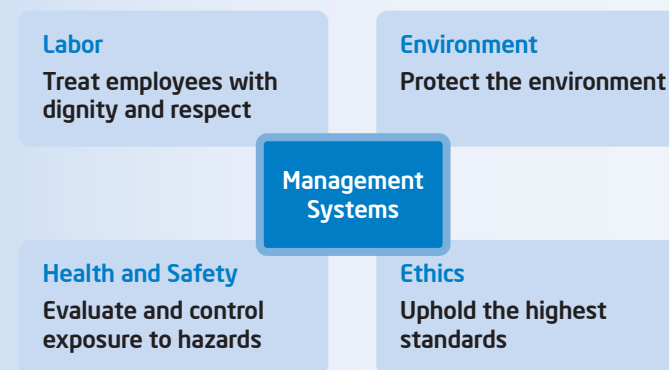 Labor
Treat employees with
dignity and respect
Environment
Protect the environment
Management
Systems
Health and Safety
Evaluate and control
exposure to hazards
Ethics
Uphold the highest
standards